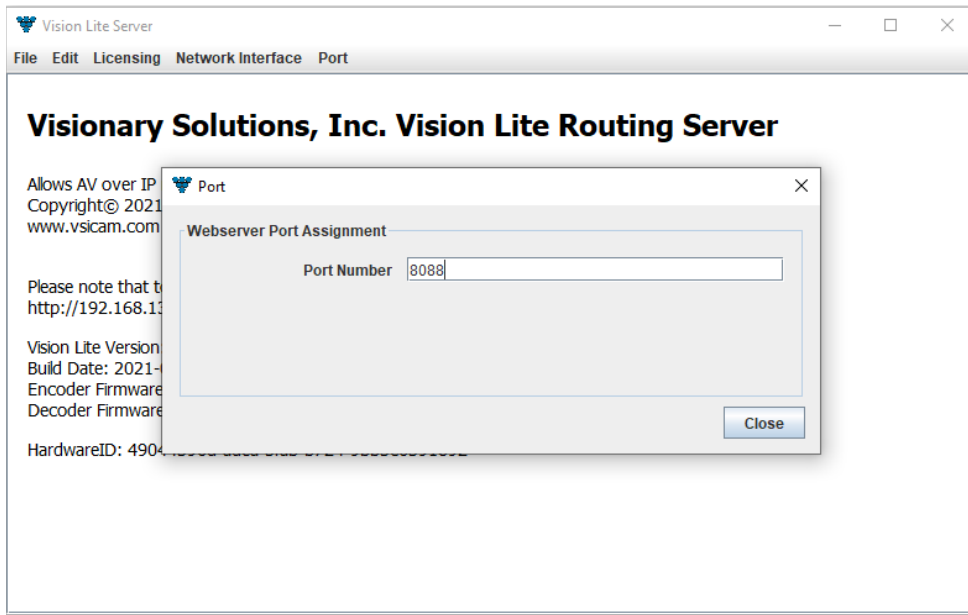 Vision Lite Server
File Edit Licensing Network Interface Port
Visionary Solutions, Inc. Vision Lite Routing Server
Allows AV over IP
Copyright© 2021
www.vsicam.com
Please note that
http://192.168.13
Vision Lite Version
Build Date: 2021-
Encoder Firmware
Decoder Firmware
HardwareID:
Port
Webserver Port Assignment
Port Number 8088
Close